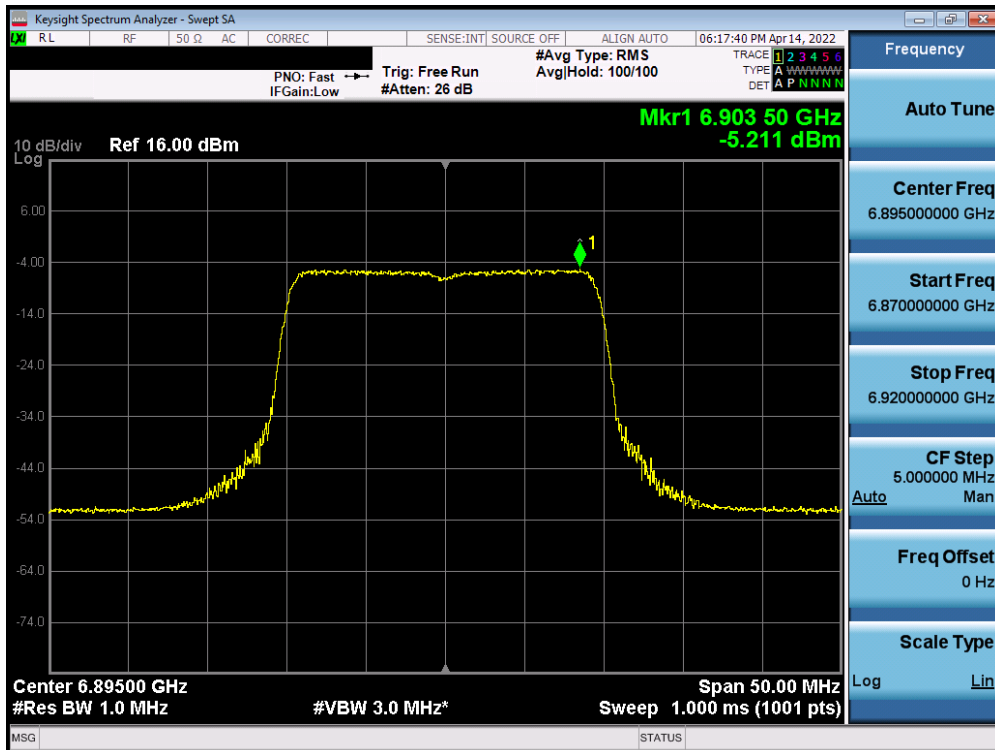 Keysight Spectrum Analyzer - Swept SA
LXI RL RF 50 Ω AC CORREC SENSE:INT SOURCE OFF ALIGN AUTO 06:17:40 PM Apr 14, 2022
PNO: Fast
IFGain:Low
Trig: Free Run
#Atten: 26 dB
#Avg Type: RMS
Avg|Hold: 100/100
TRACE 1 2 3 4 5 6
TYPE A WWWWW
DET A P N N N N
Mkr1 6.903 50 GHz
-5.211 dBm
10 dB/div Ref 16.00 dBm
Log
6.00
-4.00
-14.0
-24.0
-34.0
-44.0
-54.0
-64.0
-74.0
1
Center 6.89500 GHz Span 50.00 MHz
#Res BW 1.0 MHz #VBW 3.0 MHz* Sweep 1.000 ms (1001 pts)
MSG STATUS
Frequency
Auto Tune
Center Freq
6.895000000 GHz
Start Freq
6.870000000 GHz
Stop Freq
6.920000000 GHz
CF Step
5.000000 MHz
Auto Man
Freq Offset
0 Hz
Scale Type
Log Lin